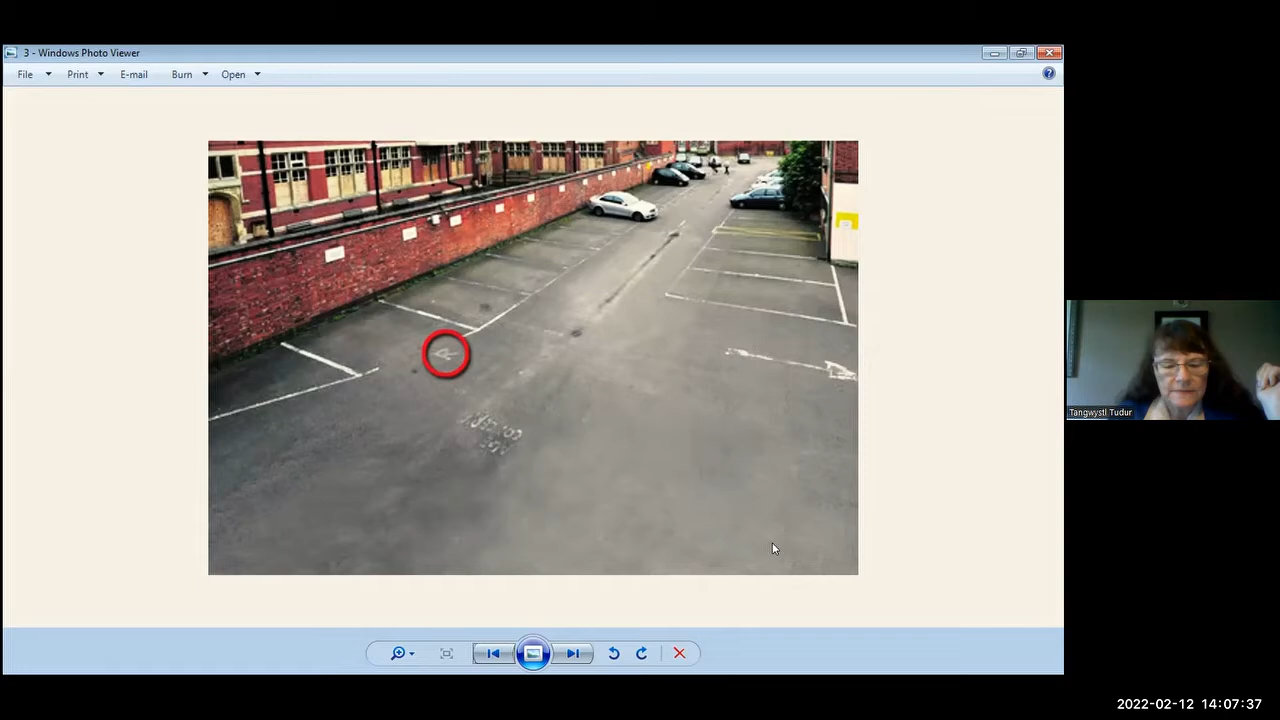 3 - Windows Photo Viewer
File Print E-mail Burn Open
R
Tangwystl Tudur
2022-02-12 14:07:37